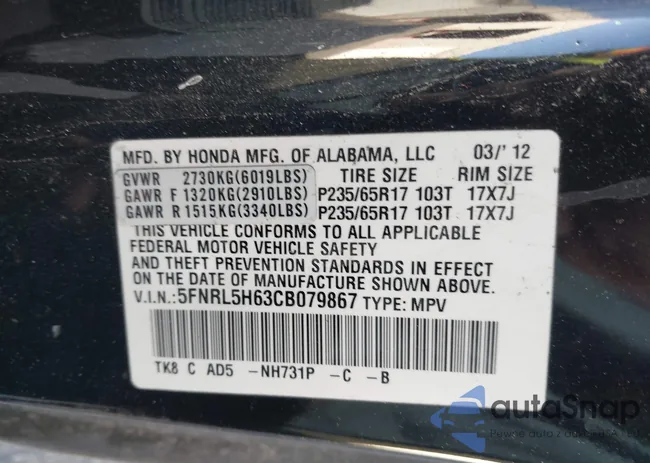 MFD. BY HONDA MFG. OF ALABAMA, LLC 03/'12
GVWR 2730KG(6019LBS) TIRE SIZE RIM SIZE
GAWR F 1320KG(2910LBS) P235/65R17 103T 17X7J
GAWR R 1515KG(3340LBS) P235/65R17 103T 17X7J
THIS VEHICLE CONFORMS TO ALL APPLICABLE
FEDERAL MOTOR VEHICLE SAFETY
AND THEFT PREVENTION STANDARDS IN EFFECT
ON THE DATE OF MANUFACTURE SHOWN ABOVE.
V.I.N.:5FNRL5H63CB079867 TYPE: MPV
TK8 C AD5 -NH731P -C -B
autoSnap
Pewsze auto z aukcji